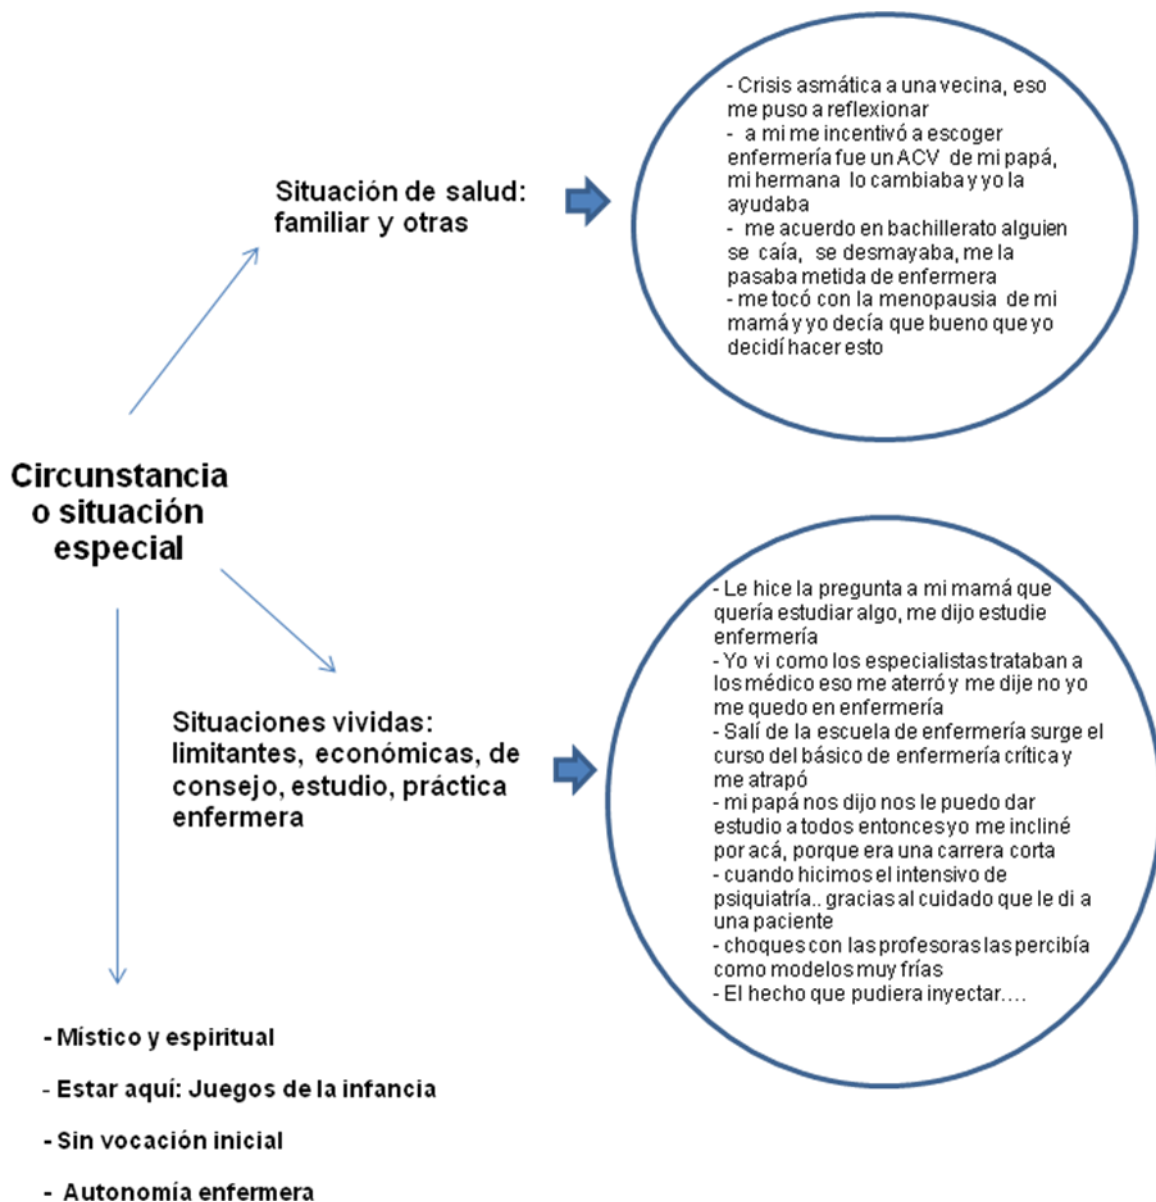 - Crisis asmática a una vecina, eso
me puso a reflexionar
- a mi me incentivó a escoger
enfermería fue un ACV de mi papá,
mi hermana lo cambiaba y yo la
ayudaba
- me acuerdo en bachillerato alguien
se caía, se desmayaba, me la
pasaba metida de enfermera
- me tocó con la menopausia de mi
mamá y yo decía que bueno que yo
decidí hacer esto
Situación de salud:
familiar y otras
Circunstancia
o situación
especial
Situaciones vividas:
limitantes, económicas, de
consejo, estudio, práctica
enfermera
- Le hice la pregunta a mi mamá que
quería estudiar algo, me dijo estudie
enfermería
- Yo vi como los especialistas trataban a
los médico eso me aterró y me dije no yo
me quedo en enfermería
- Salí de la escuela de enfermería surge el
curso del básico de enfermería crítica y
me atrapó
- mi papá nos dijo nos le puedo dar
estudio a todos entonces yo me incliné
por acá, porque era una carrera corta
- cuando hicimos el intensivo de
psiquiatría.. gracias al cuidado que le di a
una paciente
- choques con las profesoras las percibía
como modelos muy frías
- El hecho que pudiera inyectar....
- Místico y espiritual
- Estar aquí: Juegos de la infancia
- Sin vocación inicial
- Autonomía enfermera